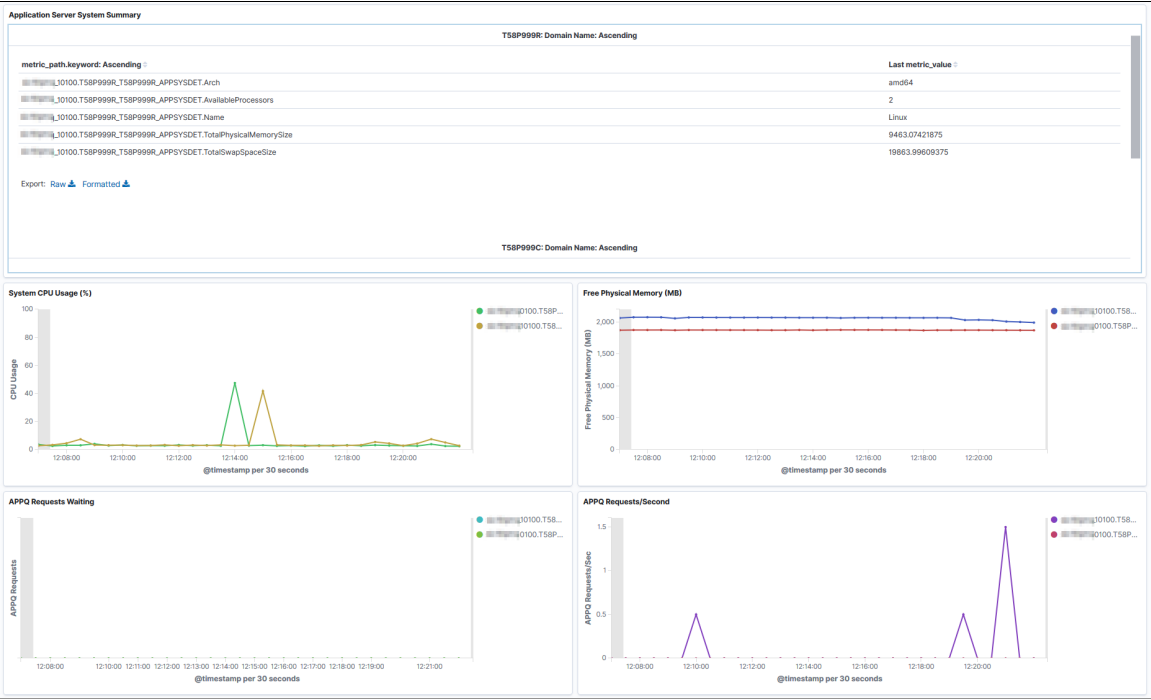 Application Server System Summary
T58P999R: Domain Name: Ascending
metric_path.keyword: Ascending Last metric_value
_10100.T58P999R_T58P999R_APPSYSDET.Arch amd64
_10100.T58P999R_T58P999R_APPSYSDET.AvailableProcessors 2
_10100.T58P999R_T58P999R_APPSYSDET.Name Linux
_10100.T58P999R_T58P999R_APPSYSDET.TotalPhysicalMemorySize 9463.07421875
_10100.T58P999R_T58P999R_APPSYSDET.TotalSwapSpaceSize 19863.99609375
Export: Raw Formatted
T58P999C: Domain Name: Ascending
System CPU Usage (%)
100
80
60
40
20
0
CPU Usage
12:08:00 12:10:00 12:12:00 12:14:00 12:16:00 12:18:00 12:20:00
@timestamp per 30 seconds
0100.T58P...
10100.T58...
Free Physical Memory (MB)
2,000
1,500
1,000
500
0
Free Physical Memory (MB)
12:08:00 12:10:00 12:12:00 12:14:00 12:16:00 12:18:00 12:20:00
@timestamp per 30 seconds
10100.T58...
0100.T58P...
APPQ Requests Waiting
APPQ Requests
12:08:00 12:10:00 12:11:00 12:12:00 12:13:00 12:14:00 12:15:00 12:16:00 12:17:00 12:18:00 12:19:00 12:21:00
@timestamp per 30 seconds
10100.T58...
0100.T58P...
APPQ Requests/Second
1.5
1
0.5
0
APPQ Requests/Sec
12:08:00 12:10:00 12:12:00 12:14:00 12:16:00 12:18:00 12:20:00
@timestamp per 30 seconds
10100.T58...
0100.T58P...